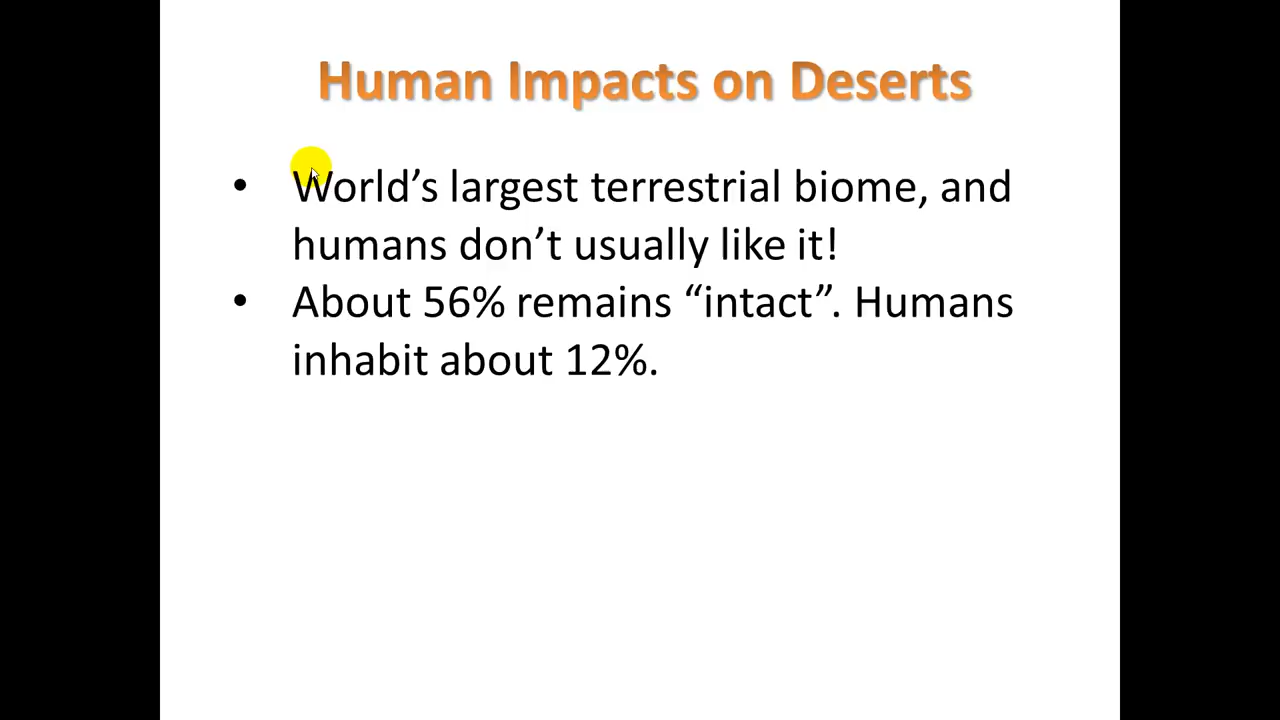 Human Impacts on Deserts
• World’s largest terrestrial biome, and
humans don’t usually like it!
• About 56% remains “intact”. Humans
inhabit about 12%.